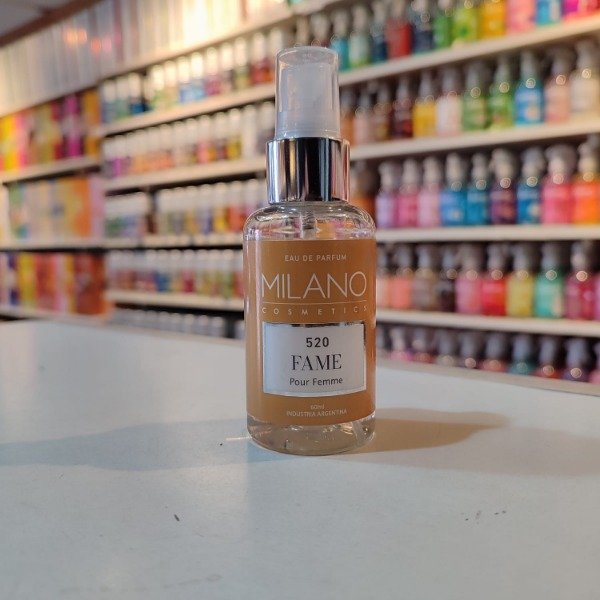 EAU DE PARFUM
MILANO
COSMETICS
520
FAME
Pour Femme
60ml
INDUSTRIA ARGENTINA